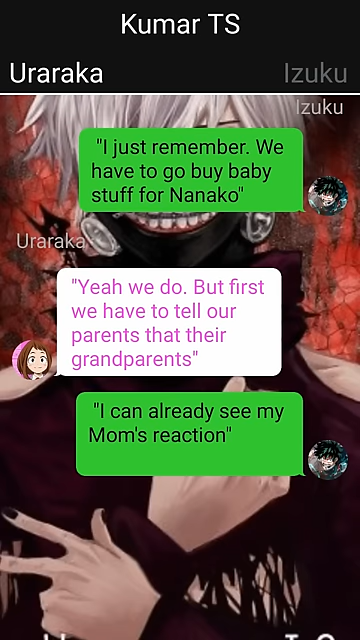 Kumar TS
Uraraka
Izuku
Izuku
"I just remember. We
have to go buy baby
stuff for Nanako"
Uraraka
"Yeah we do. But first
we have to tell our
parents that their
grandparents"
"I can already see my
Mom's reaction"